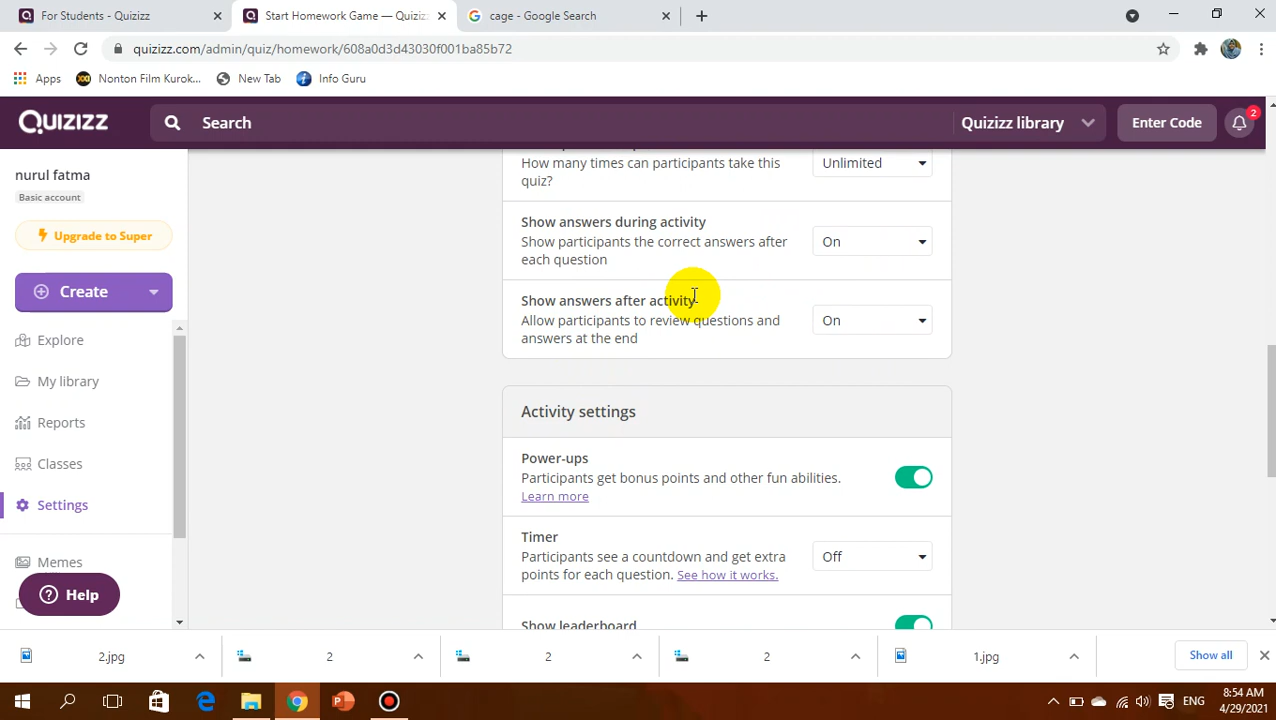 For Students - Quizizz
Start Homework Game — Quizizz
cage - Google Search
quizizz.com/admin/quiz/homework/608a0d3d43030f001ba85b72
Apps
Nonton Film Kurok...
New Tab
Info Guru
Quizizz
Search
Quizizz library
Enter Code
2
nurul fatma
Basic account
Upgrade to Super
Create
Explore
My library
Reports
Classes
Settings
Memes
Help
How many times can participants take this
quiz?
Unlimited
Show answers during activity
Show participants the correct answers after
each question
On
Show answers after activity
Allow participants to review questions and
answers at the end
On
Activity settings
Power-ups
Participants get bonus points and other fun abilities.
Learn more
Timer
Participants see a countdown and get extra
points for each question. See how it works.
Off
Show leaderboard
2.jpg
2
2
2
1.jpg
Show all
ENG
8:54 AM
4/29/2021